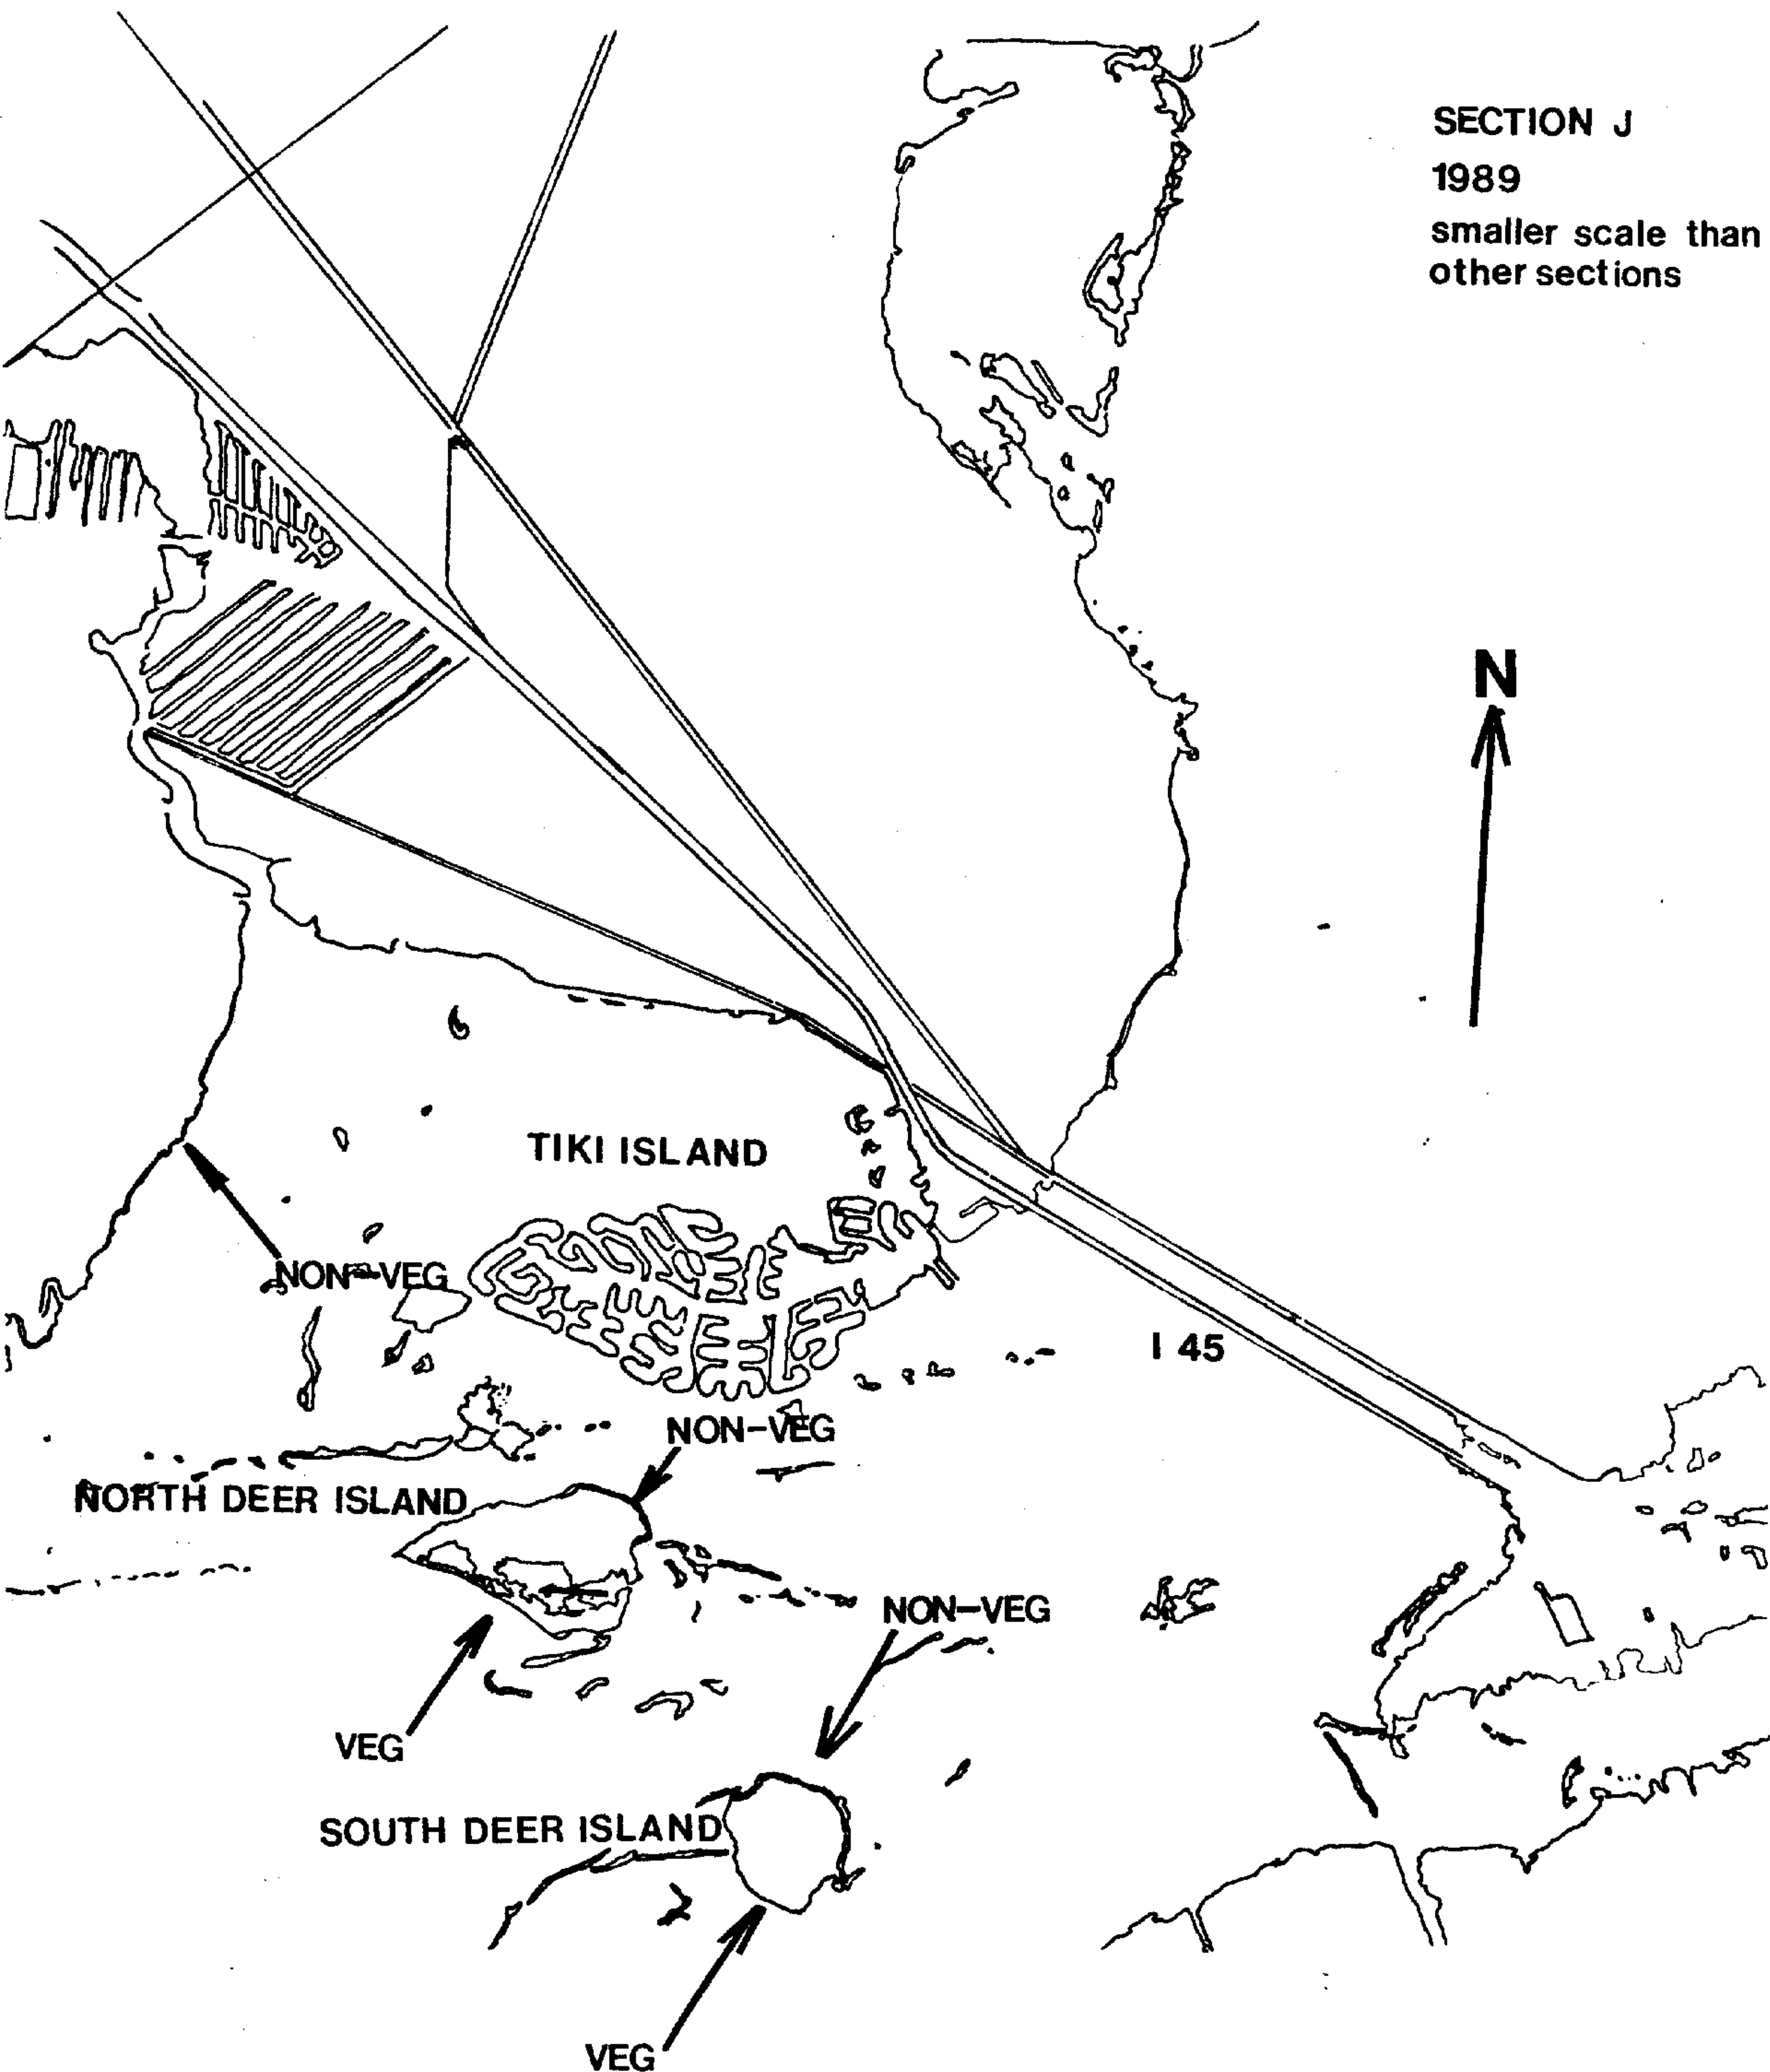 SECTION J
1989
smaller scale than
other sections
N
TIKI ISLAND
NON-VEG
I 45
NON-VEG
NORTH DEER ISLAND
NON-VEG
VEG
SOUTH DEER ISLAND
VEG